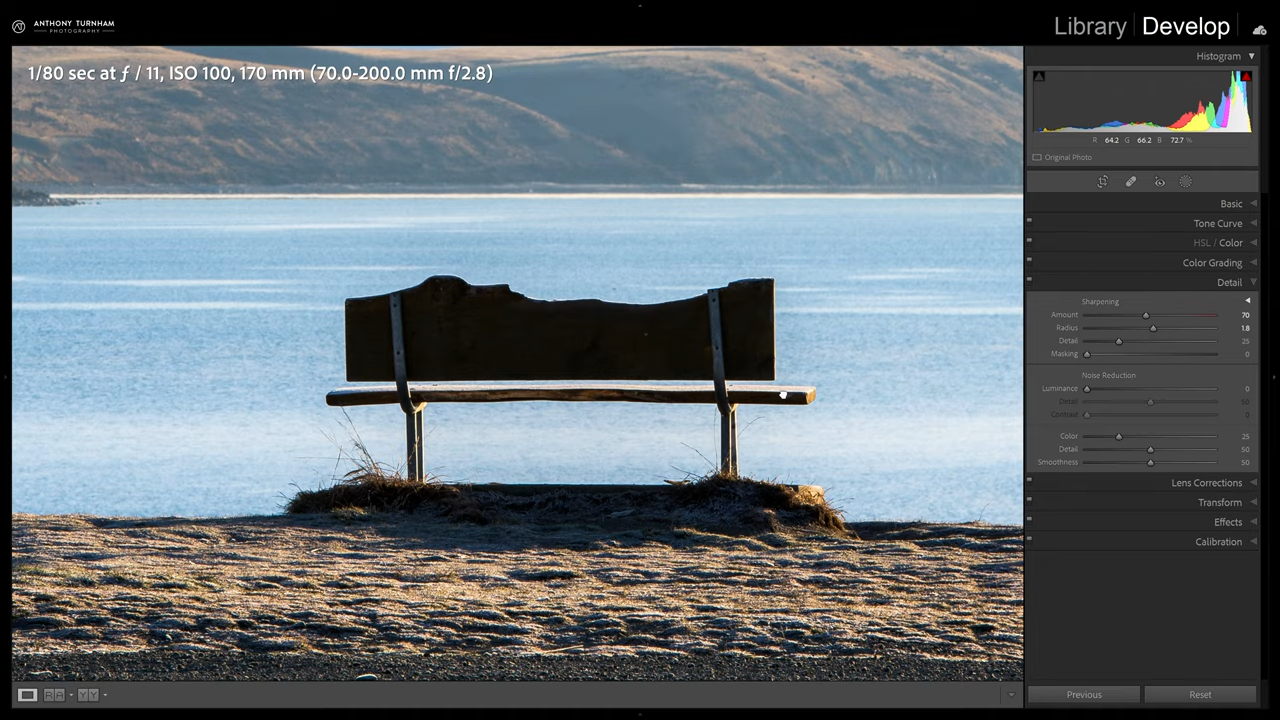 ANTHONY TURNHAM
PHOTOGRAPHY
Library | Develop
1/80 sec at ƒ / 11, ISO 100, 170 mm (70.0-200.0 mm f/2.8)
Histogram
R 64.2 G 66.2 B 72.7 %
Original Photo
Basic
Tone Curve
HSL / Color
Color Grading
Detail
Sharpening
Amount 70
Radius 1.8
Detail 25
Masking 0
Noise Reduction
Luminance 0
Detail 50
Contrast 0
Color 25
Detail 50
Smoothness 50
Lens Corrections
Transform
Effects
Calibration
R A Y Y
Previous Reset